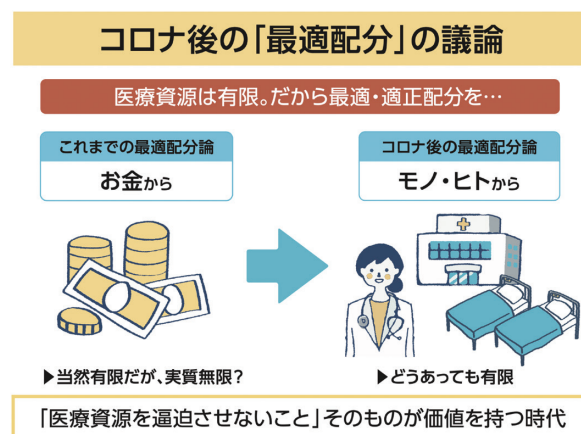 コロナ後の「最適配分」の議論
医療資源は有限。だから最適・適正配分を…
これまでの最適配分論
お金から
コロナ後の最適配分論
モノ・ヒトから
▶当然有限だが、実質無限？
▶どうあっても有限
「医療資源を逼迫させないこと」そのものが価値を持つ時代